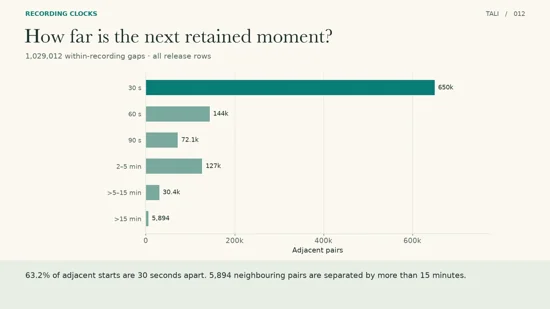 RECORDING CLOCKS
TALI / 012
How far is the next retained moment?
1,029,012 within-recording gaps · all release rows
30 s 650k
60 s 144k
90 s 72.1k
2–5 min 127k
>5–15 min 30.4k
>15 min 5,894
0 200k 400k 600k
Adjacent pairs
63.2% of adjacent starts are 30 seconds apart. 5,894 neighbouring pairs are separated by more than 15 minutes.